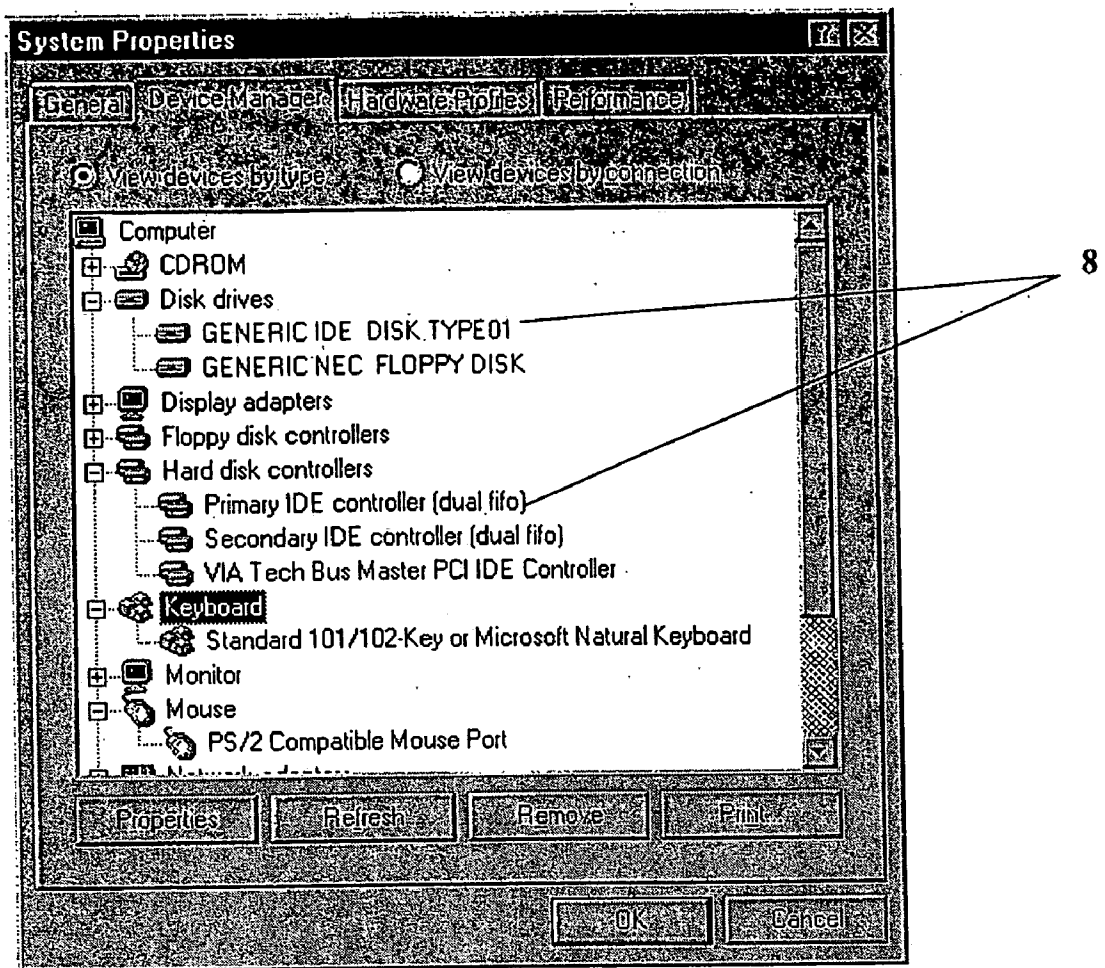 System Properties
General Device Manager Hardware Profiles Performance
View devices by type View devices by connection
Computer
CDROM
Disk drives
GENERIC IDE DISK TYPE01
GENERIC NEC FLOPPY DISK
Display adapters
Floppy disk controllers
Hard disk controllers
Primary IDE controller (dual fifo)
Secondary IDE controller (dual fifo)
VIA Tech Bus Master PCI IDE Controller
Keyboard
Standard 101/102-Key or Microsoft Natural Keyboard
Monitor
Mouse
PS/2 Compatible Mouse Port
Network adapters
Properties Refresh Remove Print...
OK Cancel
8